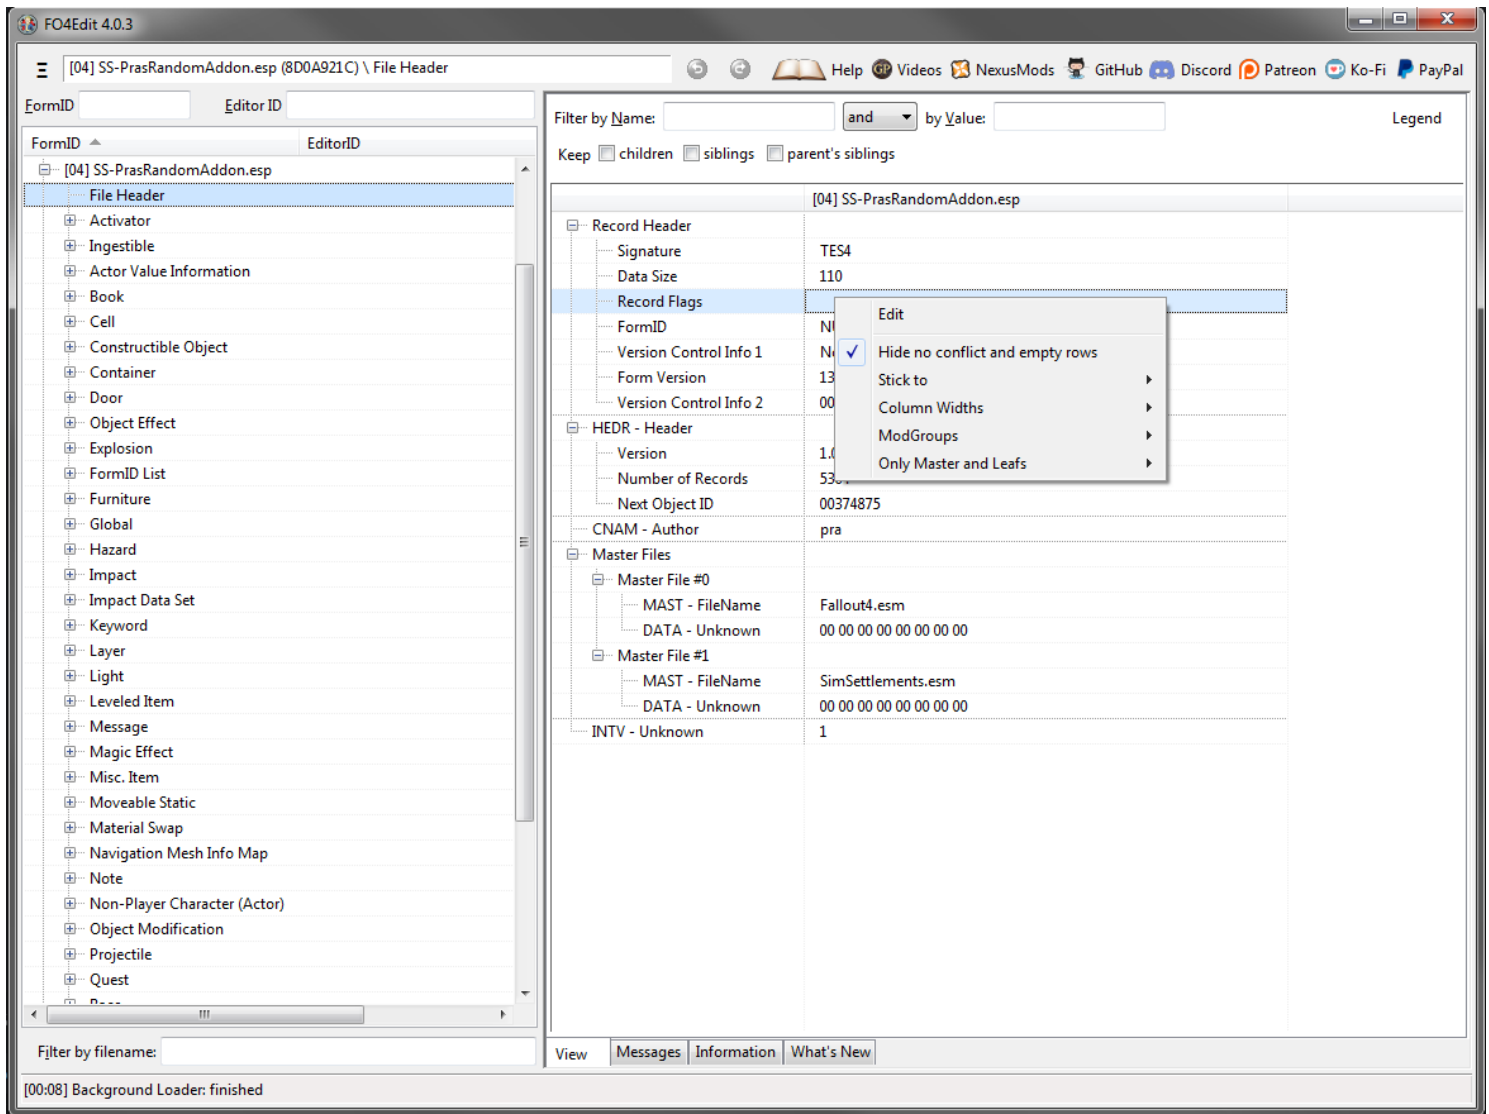 FO4Edit 4.0.3
[04] SS-PrasRandomAddon.esp (8D0A921C) \ File Header
Help Videos NexusMods GitHub Discord Patreon Ko-Fi PayPal
FormID Editor ID
FormID EditorID
[04] SS-PrasRandomAddon.esp
File Header
Activator
Ingestible
Actor Value Information
Book
Cell
Constructible Object
Container
Door
Object Effect
Explosion
FormID List
Furniture
Global
Hazard
Impact
Impact Data Set
Keyword
Layer
Light
Leveled Item
Message
Magic Effect
Misc. Item
Moveable Static
Material Swap
Navigation Mesh Info Map
Note
Non-Player Character (Actor)
Object Modification
Projectile
Quest
Filter by filename:
Filter by Name: and by Value: Legend
Keep children siblings parent's siblings
[04] SS-PrasRandomAddon.esp
Record Header
Signature TES4
Data Size 110
Record Flags
FormID
Version Control Info 1
Form Version 13
Version Control Info 2 00
HEDR - Header
Version
Number of Records
Next Object ID 00374875
CNAM - Author pra
Master Files
Master File #0
MAST - FileName Fallout4.esm
DATA - Unknown 00 00 00 00 00 00 00 00
Master File #1
MAST - FileName SimSettlements.esm
DATA - Unknown 00 00 00 00 00 00 00 00
INTV - Unknown 1
Edit
Hide no conflict and empty rows
Stick to
Column Widths
ModGroups
Only Master and Leafs
View Messages Information What's New
[00:08] Background Loader: finished